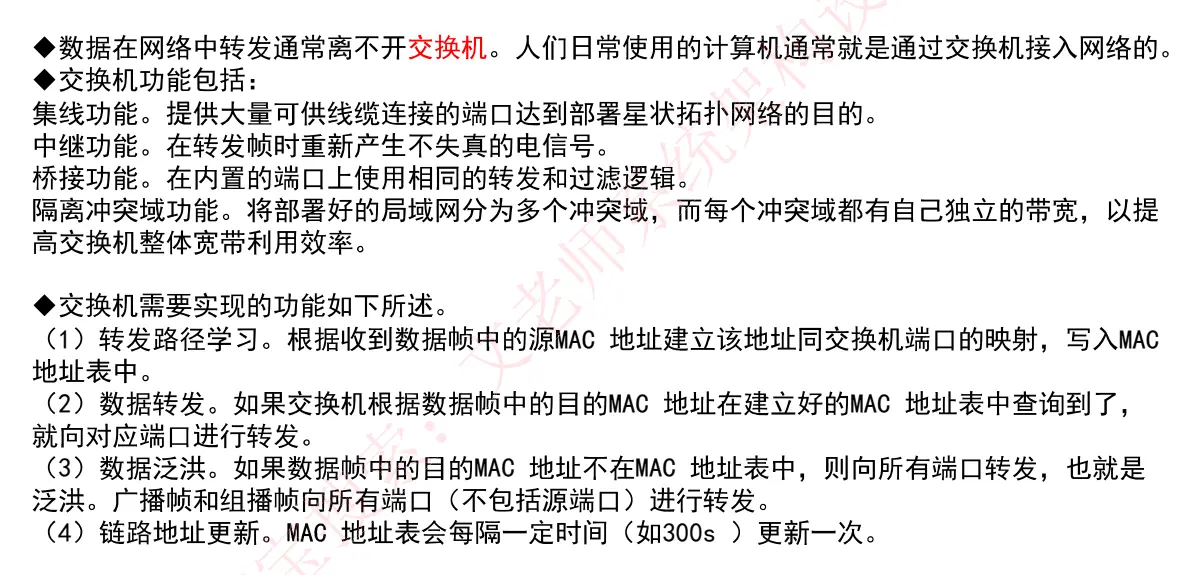 ◆数据在网络中转发通常离不开交换机。人们日常使用的计算机通常就是通过交换机接入网络的。
◆交换机功能包括：
集线功能。提供大量可供线缆连接的端口达到部署星状拓扑网络的目的。
中继功能。在转发帧时重新产生不失真的电信号。
桥接功能。在内置的端口上使用相同的转发和过滤逻辑。
隔离冲突域功能。将部署好的局域网分为多个冲突域，而每个冲突域都有自己独立的带宽，以提
高交换机整体宽带利用效率。
◆交换机需要实现的功能如下所述。
（1）转发路径学习。根据收到数据帧中的源MAC 地址建立该地址同交换机端口的映射，写入MAC
地址表中。
（2）数据转发。如果交换机根据数据帧中的目的MAC 地址在建立好的MAC 地址表中查询到了，
就向对应端口进行转发。
（3）数据泛洪。如果数据帧中的目的MAC 地址不在MAC 地址表中，则向所有端口转发，也就是
泛洪。广播帧和组播帧向所有端口（不包括源端口）进行转发。
（4）链路地址更新。MAC 地址表会每隔一定时间（如300s ）更新一次。
宝搜索：文老师系统架构设